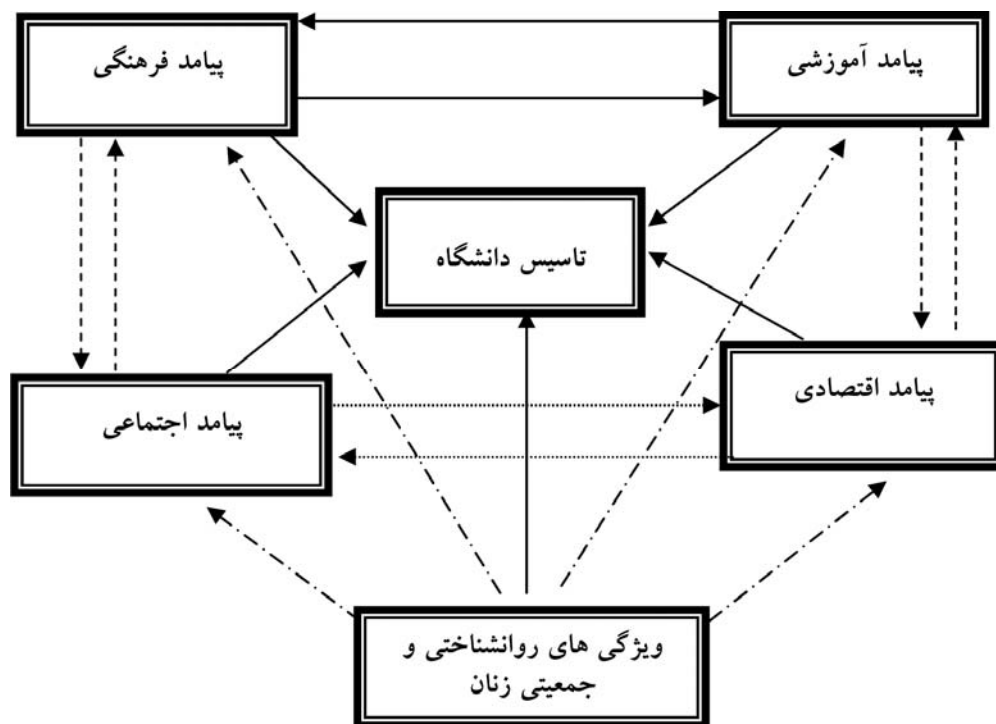 پیامد آموزشی
پیامد فرهنگی
تاسیس دانشگاه
پیامد اقتصادی
پیامد اجتماعی
ویژگی های روانشناختی و
جمعیتی زنان